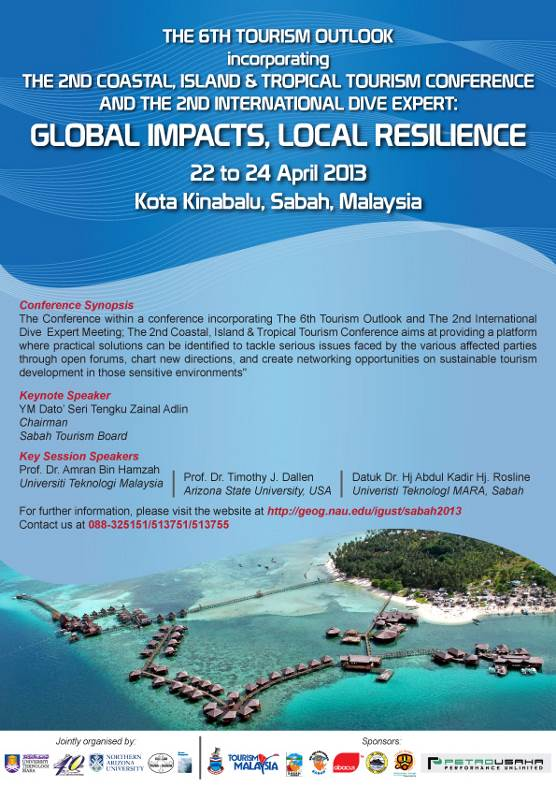 THE 6TH TOURISM OUTLOOK
incorporating
THE 2ND COASTAL, ISLAND & TROPICAL TOURISM CONFERENCE
AND THE 2ND INTERNATIONAL DIVE EXPERT:
GLOBAL IMPACTS, LOCAL RESILIENCE
22 to 24 April 2013
Kota Kinabalu, Sabah, Malaysia
Conference Synopsis
The Conference within a conference incorporating The 6th Tourism Outlook and The 2nd International
Dive Expert Meeting; The 2nd Coastal, Island & Tropical Tourism Conference aims at providing a platform
where practical solutions can be identified to tackle serious issues faced by the various affected parties
through open forums, chart new directions, and create networking opportunities on sustainable tourism
development in those sensitive environments"
Keynote Speaker
YM Dato' Seri Tengku Zainal Adlin
Chairman
Sabah Tourism Board
Key Session Speakers
Prof. Dr. Amran Bin Hamzah
Universiti Teknologi Malaysia
Prof. Dr. Timothy J. Dallen
Arizona State University, USA
Datuk Dr. Hj Abdul Kadir Hj. Rosline
Univeristi Teknologl MARA, Sabah
For further information, please visit the website at http://geog.nau.edu/igust/sabah2013
Contact us at 088-325151/513751/513755
Jointly organised by:
Sponsors:
UNIVERSITI
TEKNOLOGI
MARA
40
NORTHERN
ARIZONA
UNIVERSITY
TOURISM
MALAYSIA
abacus
PETROUSAHA
PERFORMANCE UNLIMITED